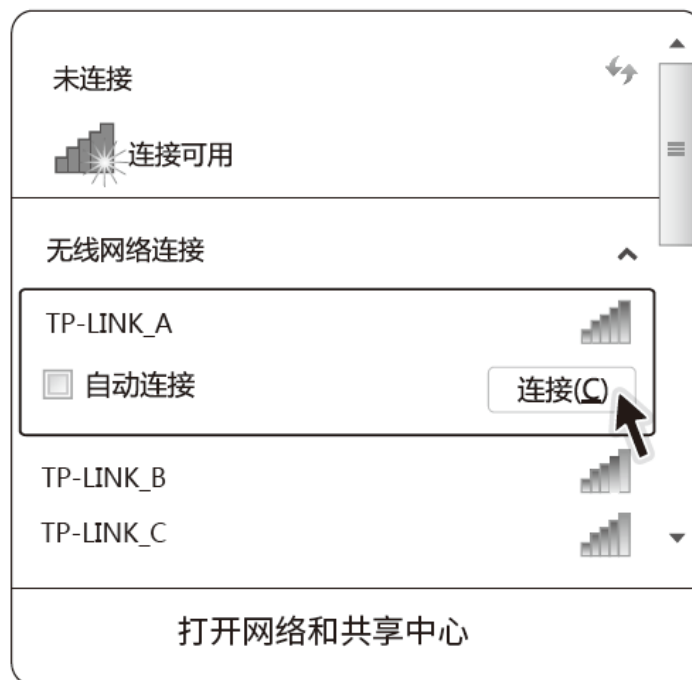 未连接
连接可用
无线网络连接
TP-LINK_A
自动连接
连接(C)
TP-LINK_B
TP-LINK_C
打开网络和共享中心